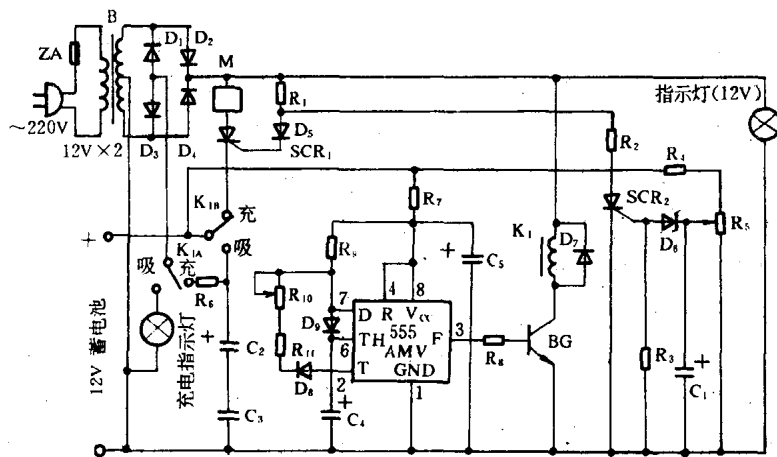 B
ZA
D1
D2
M
R1
D5
SCR1
指示灯(12V)
~220V
12V×2
D3
D4
R2
R4
SCR2
R7
K1B
充
吸
+
K1A
吸
充
R6
R9
+
C5
K1
D7
D6
R5
R10
7
4
8
D
R
VCC
D9
555
TH
F
3
6
AMV
R11
T
GND
R8
BG
D8
2
1
R3
+
C1
12V蓄电池
充电指示灯
+
C2
C3
+
C4